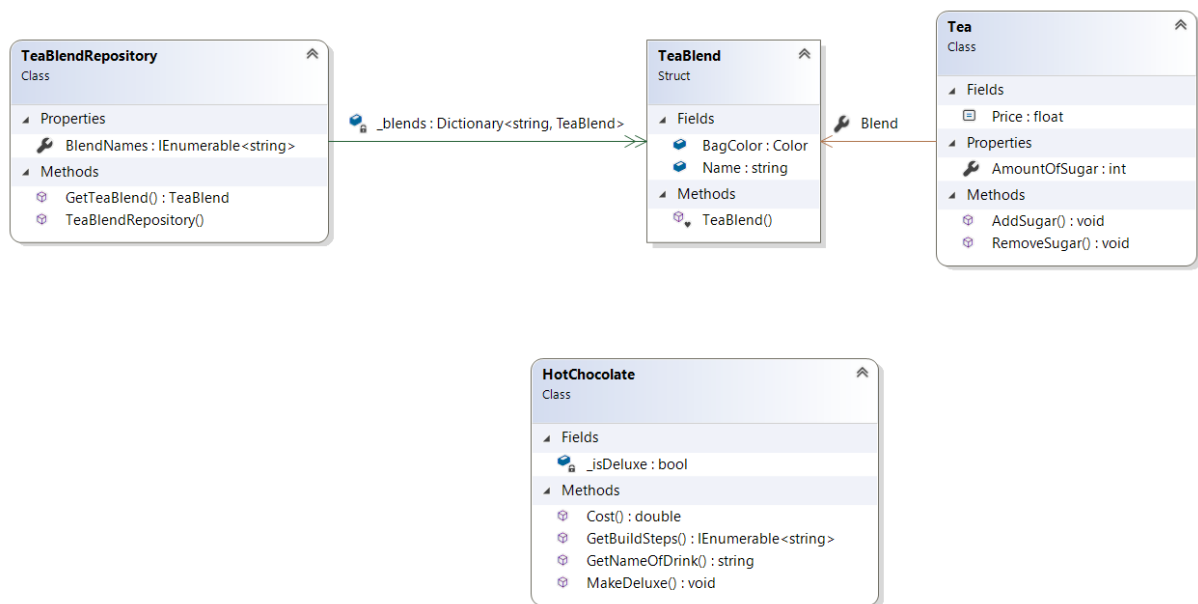 TeaBlendRepository
Class
Properties
BlendNames : IEnumerable<string>
Methods
GetTeaBlend() : TeaBlend
TeaBlendRepository()
_blends : Dictionary<string, TeaBlend>
TeaBlend
Struct
Fields
BagColor : Color
Name : string
Methods
TeaBlend()
Blend
Tea
Class
Fields
Price : float
Properties
AmountOfSugar : int
Methods
AddSugar() : void
RemoveSugar() : void
HotChocolate
Class
Fields
_isDeluxe : bool
Methods
Cost() : double
GetBuildSteps() : IEnumerable<string>
GetNameOfDrink() : string
MakeDeluxe() : void